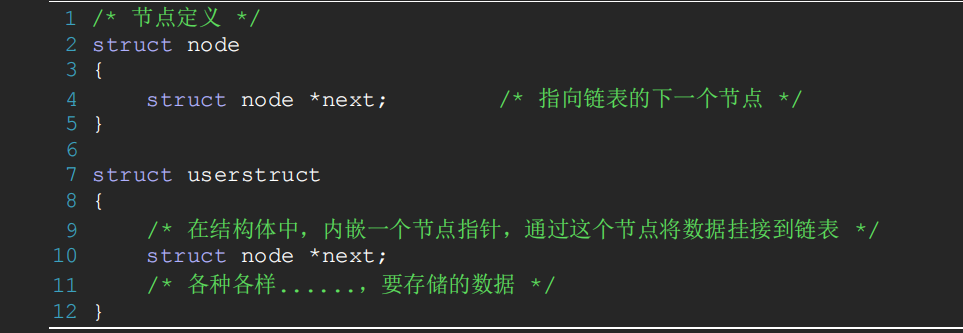 1 /* 节点定义 */
2 struct node
3 {
4     struct node *next;        /* 指向链表的下一个节点 */
5 }
6
7 struct userstruct
8 {
9     /* 在结构体中，内嵌一个节点指针，通过这个节点将数据挂接到链表 */
10     struct node *next;
11     /* 各种各样......，要存储的数据 */
12 }